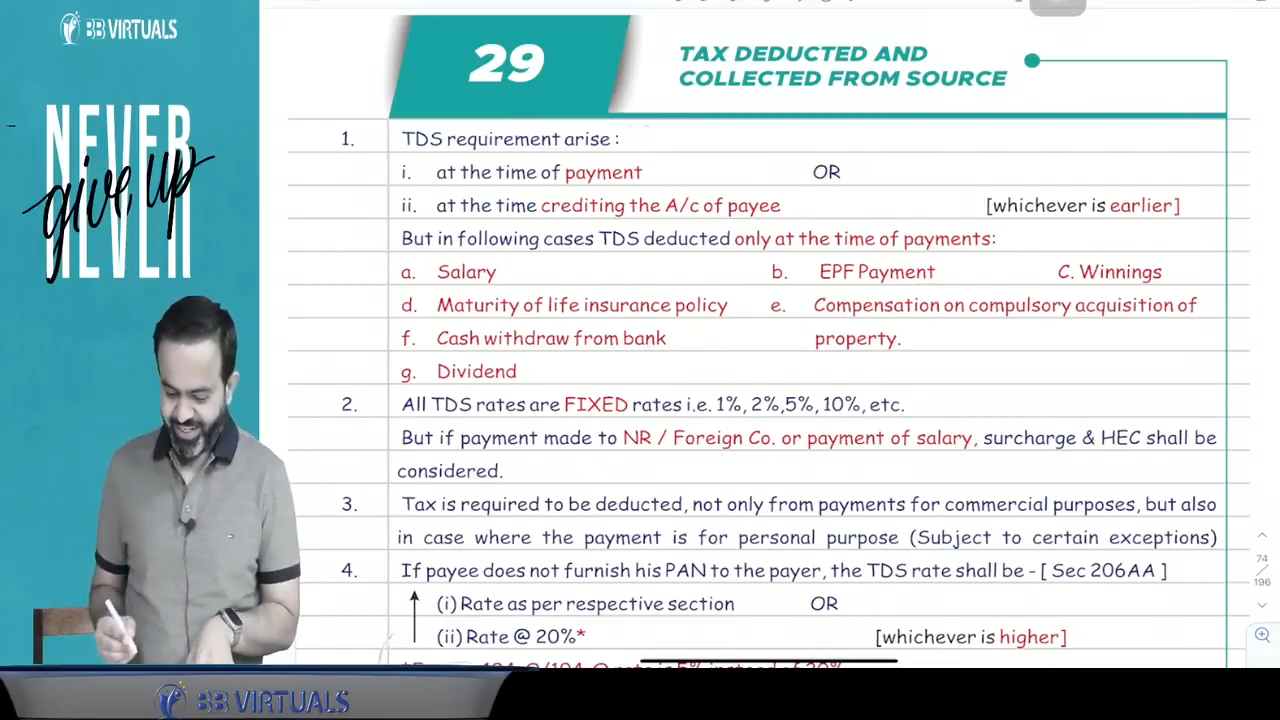 BB VIRTUALS
NEVER
give up
NEVER
29
TAX DEDUCTED AND
COLLECTED FROM SOURCE
1. TDS requirement arise :
i. at the time of payment OR
ii. at the time crediting the A/c of payee [whichever is earlier]
But in following cases TDS deducted only at the time of payments:
a. Salary b. EPF Payment C. Winnings
d. Maturity of life insurance policy e. Compensation on compulsory acquisition of
f. Cash withdraw from bank property.
g. Dividend
2. All TDS rates are FIXED rates i.e. 1%, 2%,5%, 10%, etc.
But if payment made to NR / Foreign Co. or payment of salary, surcharge & HEC shall be
considered.
3. Tax is required to be deducted, not only from payments for commercial purposes, but also
in case where the payment is for personal purpose (Subject to certain exceptions)
74
196
4. If payee does not furnish his PAN to the payer, the TDS rate shall be - [ Sec 206AA ]
(i) Rate as per respective section OR
(ii) Rate @ 20%* [whichever is higher]
BB VIRTUALS